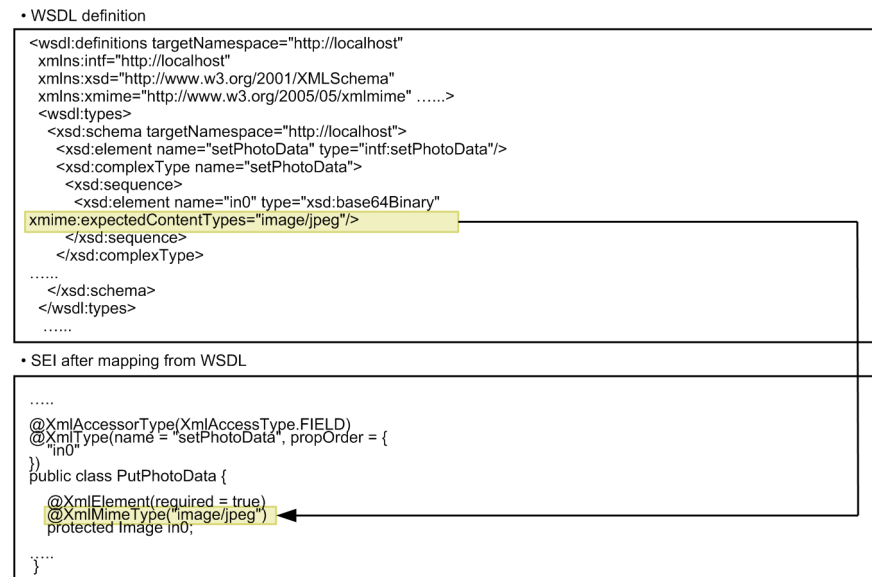 • WSDL definition
<wsdl:definitions targetNamespace="http://localhost"
xmlns:intf="http://localhost"
xmlns:xsd="http://www.w3.org/2001/XMLSchema"
xmlns:xmime="http://www.w3.org/2005/05/xmlmime" …...>
<wsdl:types>
<xsd:schema targetNamespace="http://localhost">
<xsd:element name="setPhotoData" type="intf:setPhotoData"/>
<xsd:complexType name="setPhotoData">
<xsd:sequence>
<xsd:element name="in0" type="xsd:base64Binary"
xmime:expectedContentTypes="image/jpeg"/>
</xsd:sequence>
</xsd:complexType>
…...
</xsd:schema>
</wsdl:types>
…...
• SEI after mapping from WSDL
…..
@XmlAccessorType(XmlAccessType.FIELD)
@XmlType(name = "setPhotoData", propOrder = {
"in0"
})
public class PutPhotoData {
@XmlElement(required = true)
@XmlMimeType("image/jpeg")
protected Image in0;
…..
}